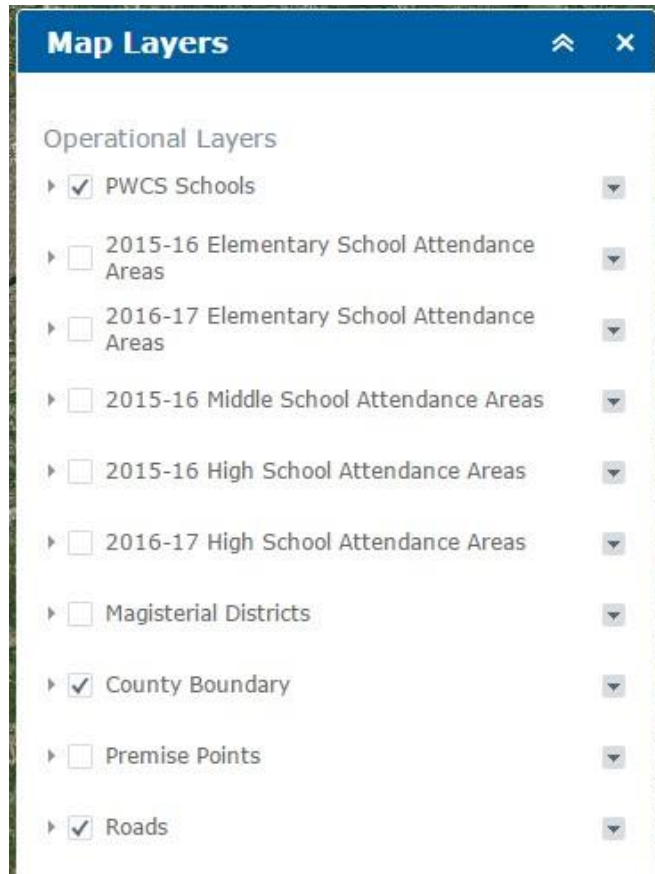 Map Layers
Operational Layers
PWCS Schools
2015-16 Elementary School Attendance
Areas
2016-17 Elementary School Attendance
Areas
2015-16 Middle School Attendance Areas
2015-16 High School Attendance Areas
2016-17 High School Attendance Areas
Magisterial Districts
County Boundary
Premise Points
Roads